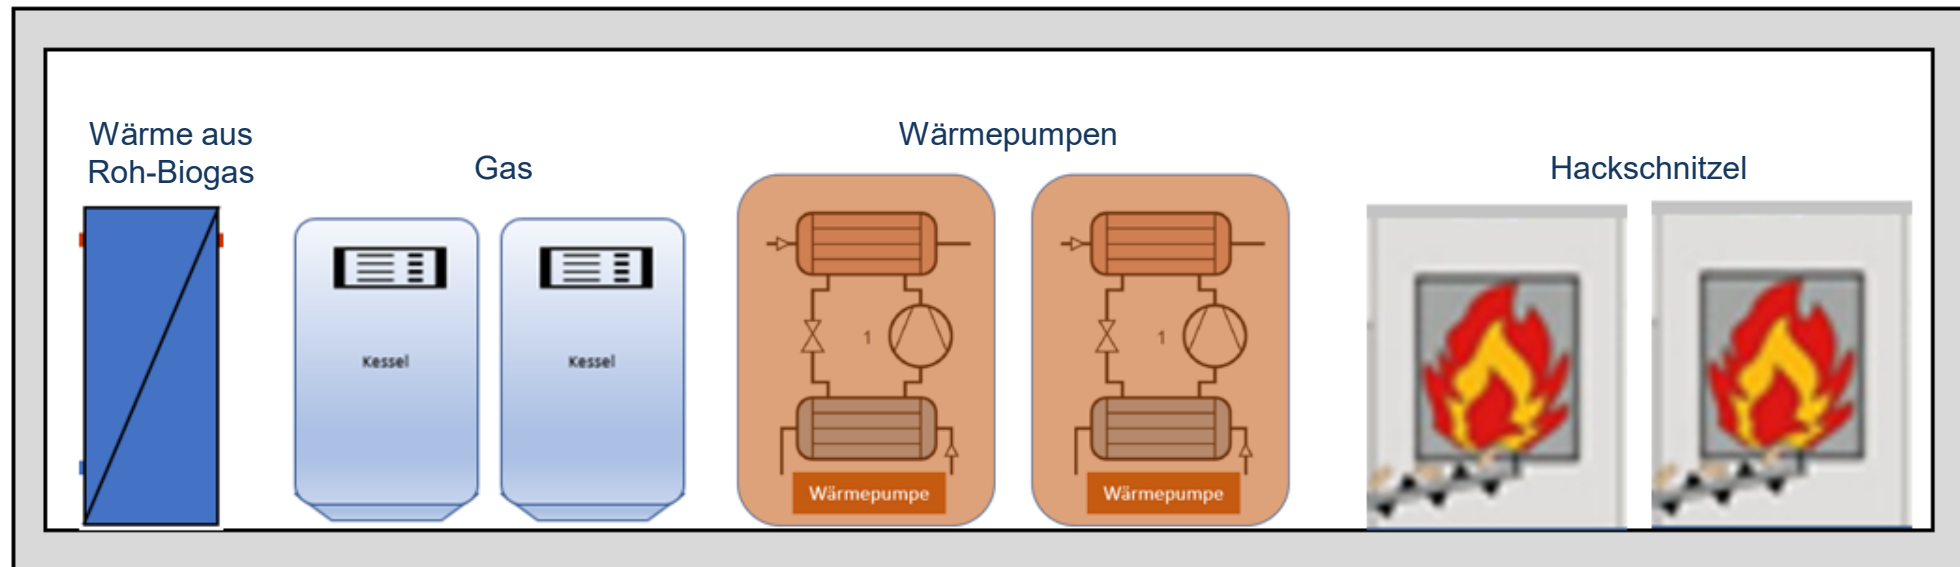 Wärme aus
Roh-Biogas
Gas
Wärmepumpen
Hackschnitzel
Kessel
Kessel
1
1
Wärmepumpe
Wärmepumpe